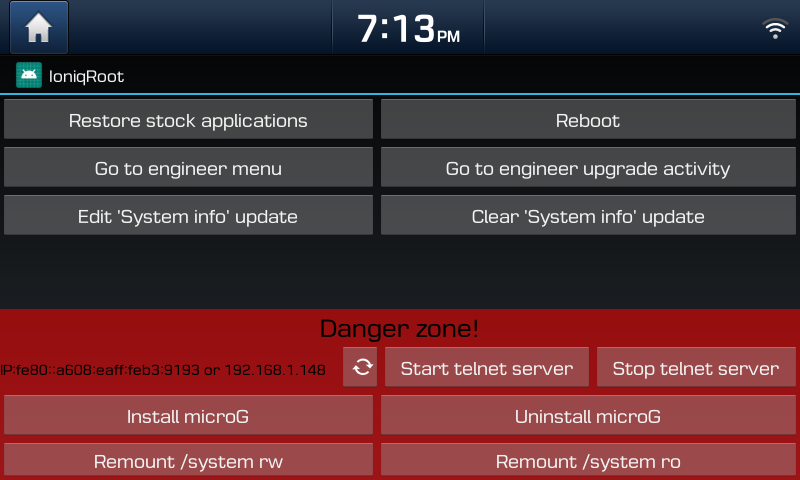 7:13PM
IoniqRoot
Restore stock applications
Reboot
Go to engineer menu
Go to engineer upgrade activity
Edit 'System info' update
Clear 'System info' update
Danger zone!
IP:fe80::a608:eaff:feb3:9193 or 192.168.1.148
Start telnet server
Stop telnet server
Install microG
Uninstall microG
Remount /system rw
Remount /system ro